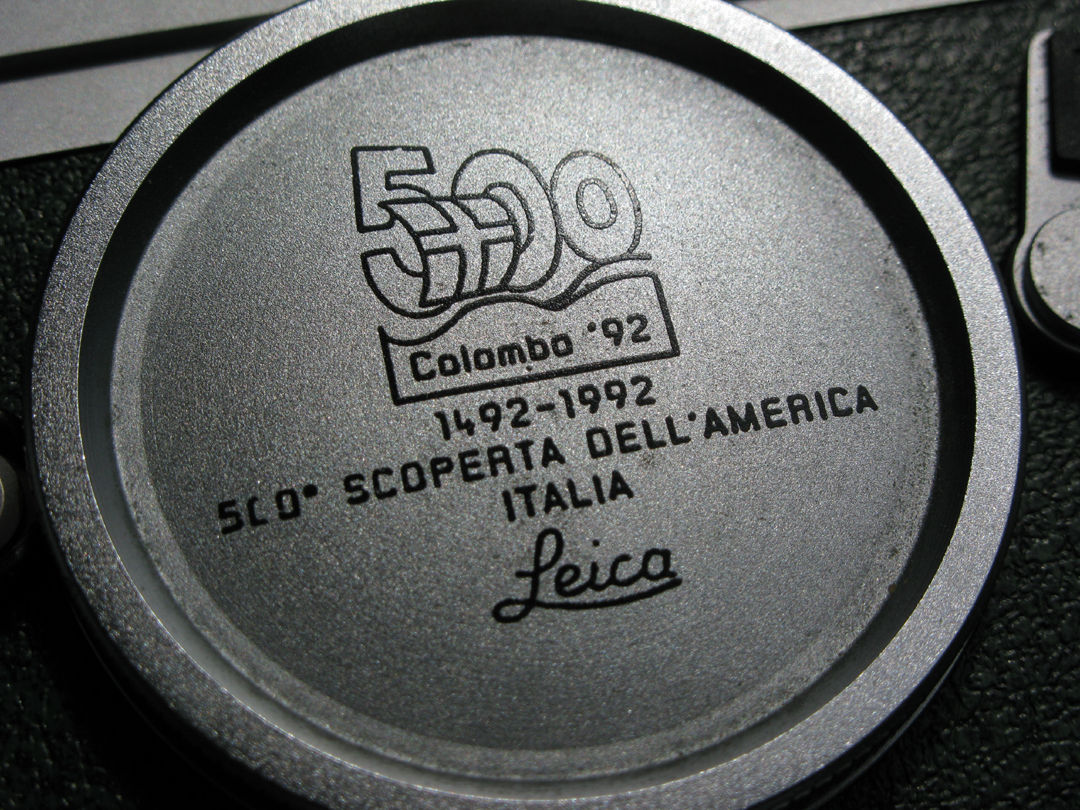 500
Colombo '92
1492-1992
500° SCOPERTA DELL'AMERICA
ITALIA
Leica